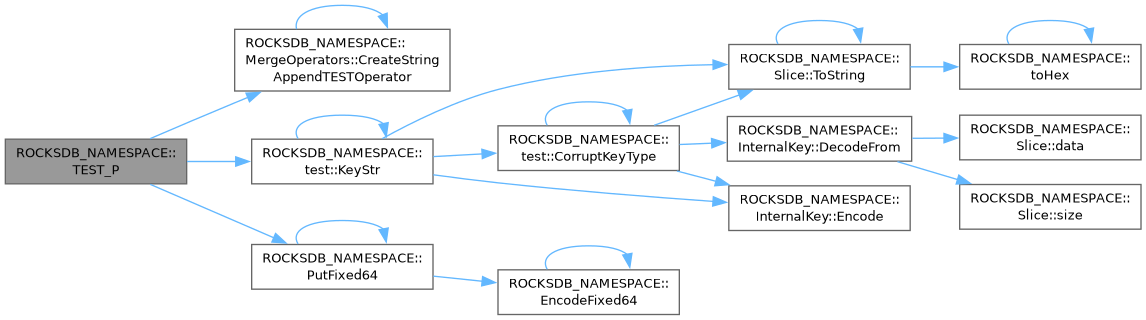 ROCKSDB_NAMESPACE::
TEST_P
ROCKSDB_NAMESPACE::
MergeOperators::CreateString
AppendTESTOperator
ROCKSDB_NAMESPACE::
test::KeyStr
ROCKSDB_NAMESPACE::
PutFixed64
ROCKSDB_NAMESPACE::
test::CorruptKeyType
ROCKSDB_NAMESPACE::
EncodeFixed64
ROCKSDB_NAMESPACE::
Slice::ToString
ROCKSDB_NAMESPACE::
InternalKey::DecodeFrom
ROCKSDB_NAMESPACE::
InternalKey::Encode
ROCKSDB_NAMESPACE::
toHex
ROCKSDB_NAMESPACE::
Slice::data
ROCKSDB_NAMESPACE::
Slice::size